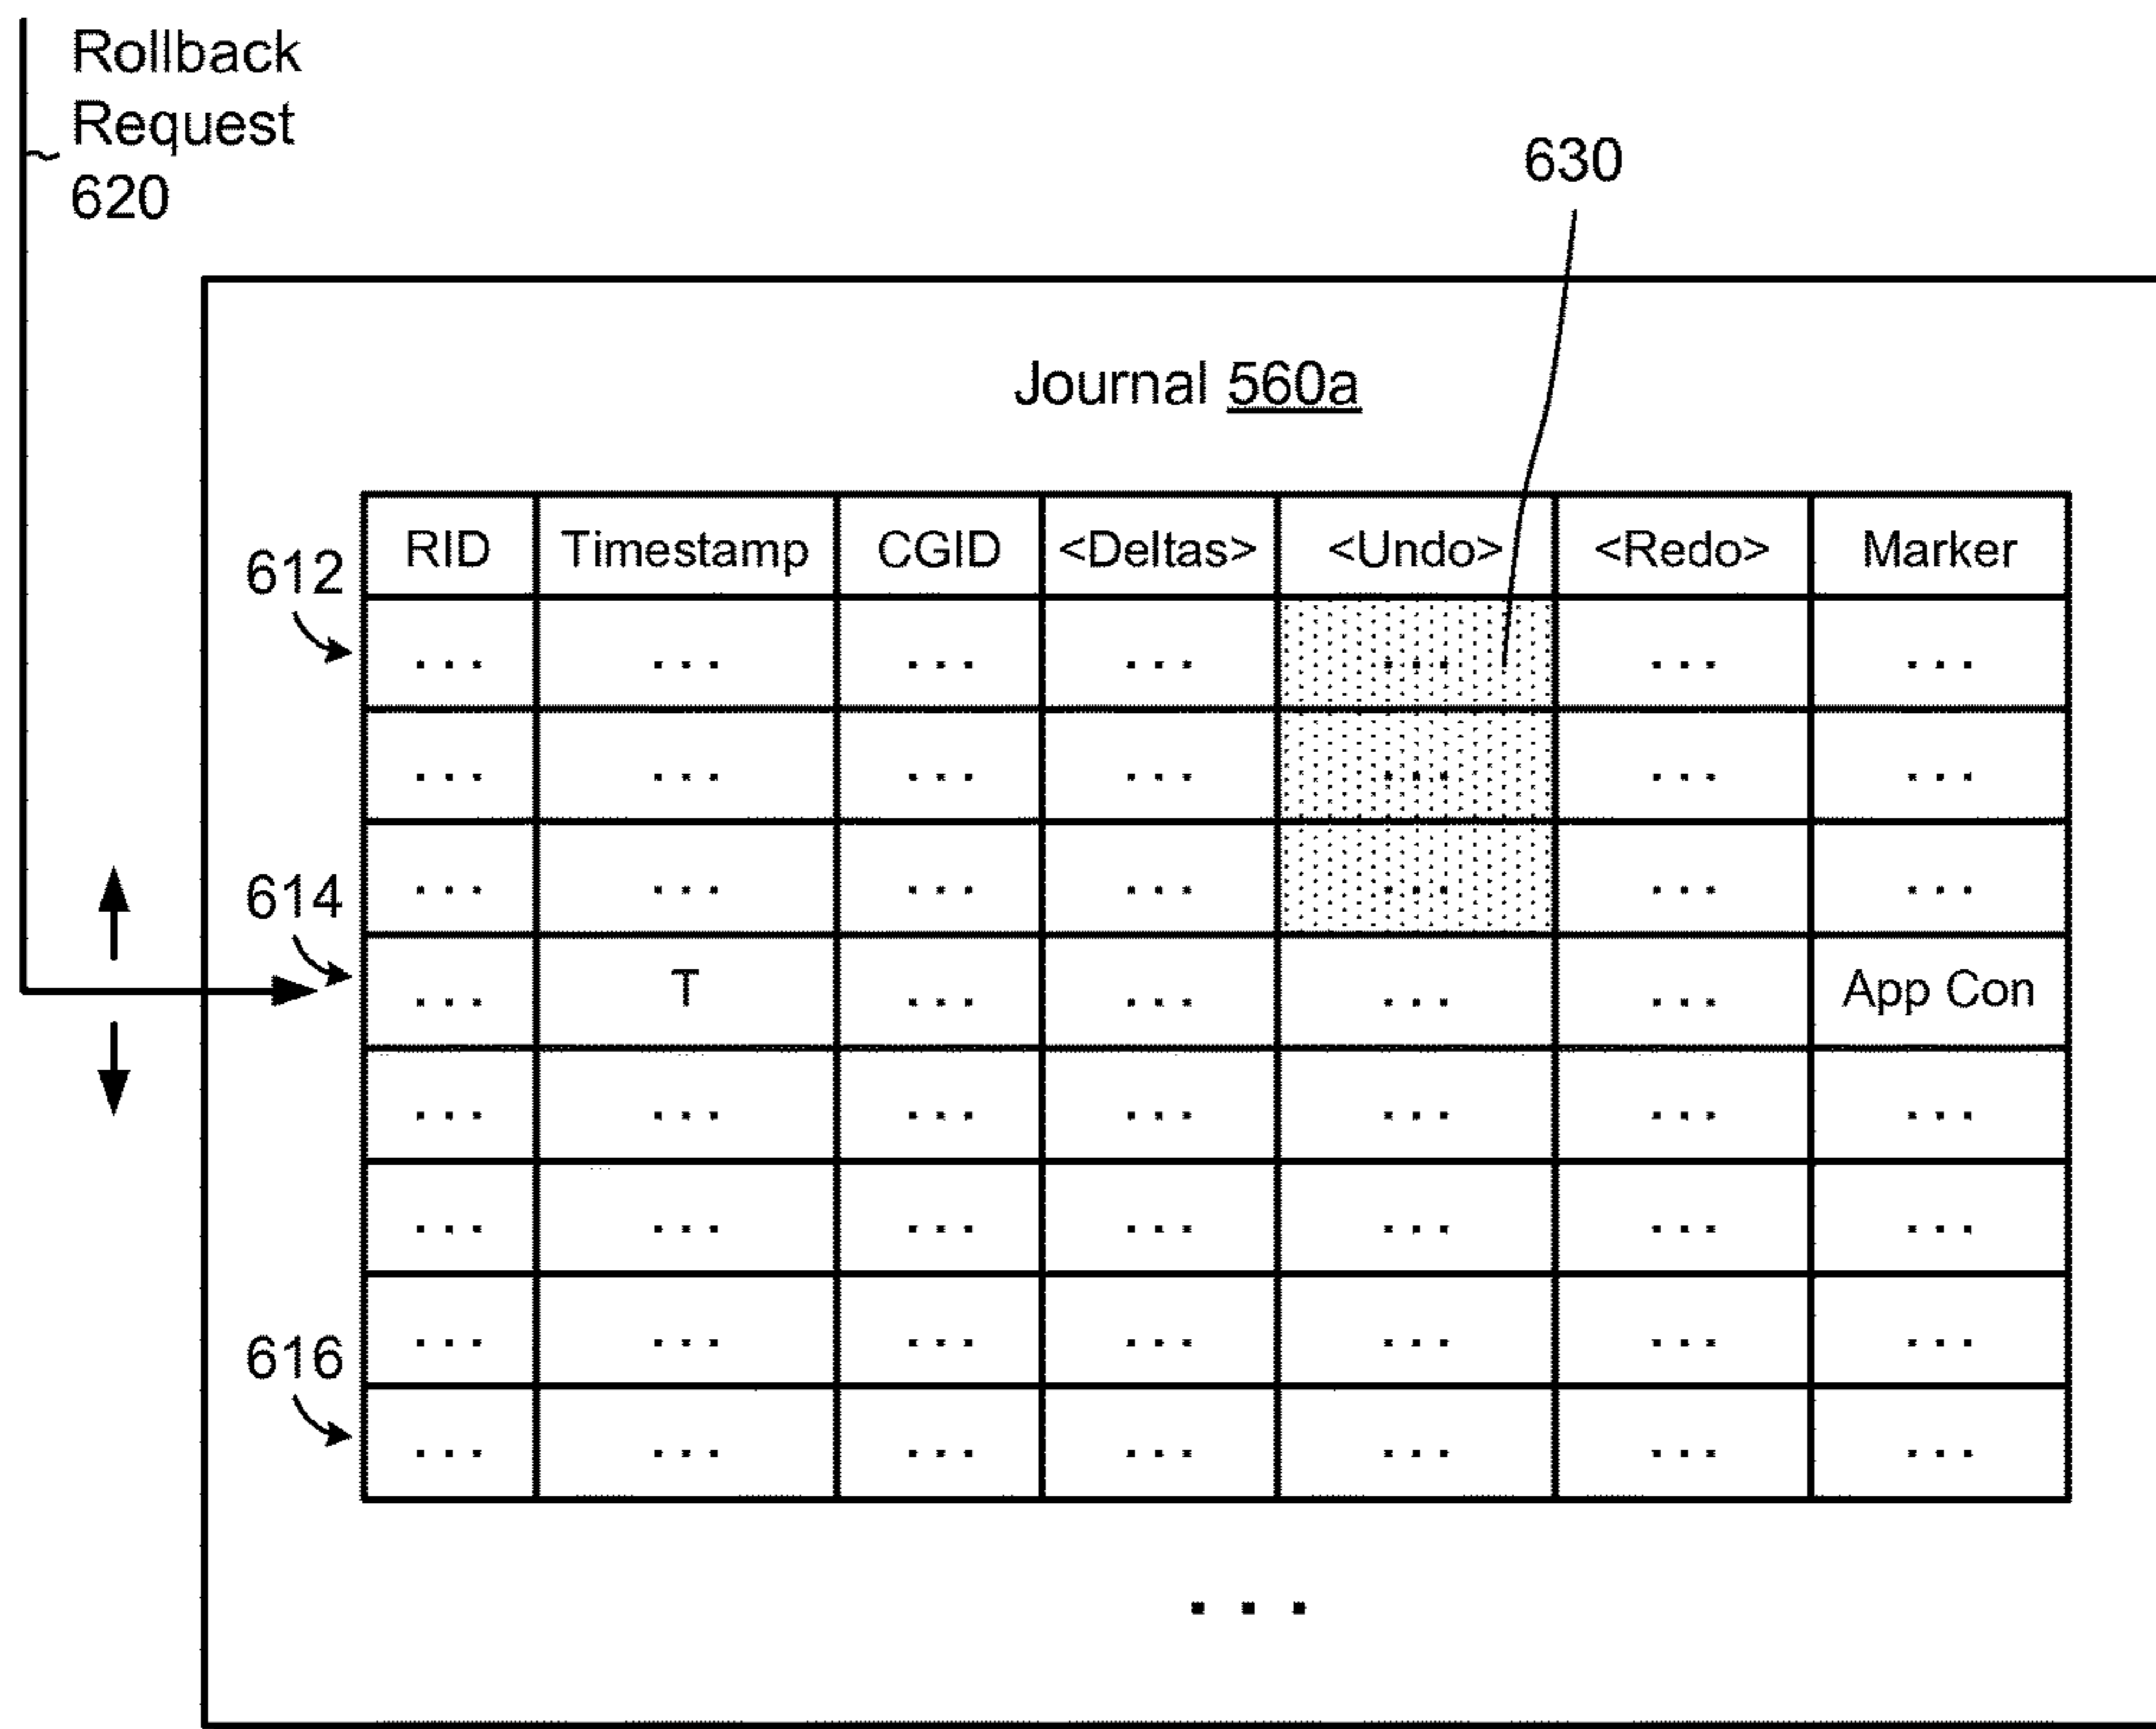 Rollback
Request
620
630
Journal 560a
RID Timestamp CGID <Deltas> <Undo> <Redo> Marker
612
... ... ... ... ... ... ...
... ... ... ... ... ... ...
... ... ... ... ... ... ...
614
... T ... ... ... ... App Con
... ... ... ... ... ... ...
... ... ... ... ... ... ...
... ... ... ... ... ... ...
616
... ... ... ... ... ... ...
...